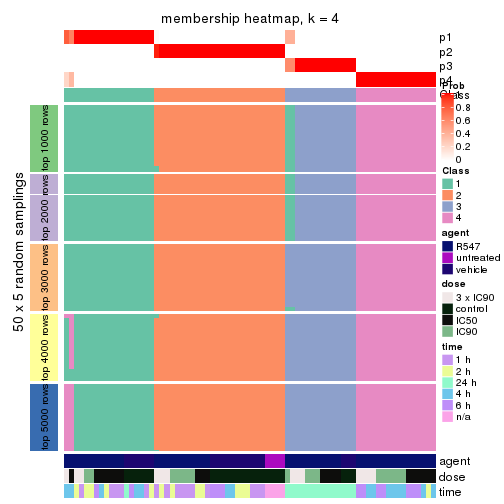 membership heatmap, k = 4
p1
p2
p3
p4
Prob
0.8
0.6
0.4
0.2
0
Class
1
2
3
4
agent
R547
untreated
vehicle
dose
3 x IC90
control
IC50
IC90
time
1 h
2 h
24 h
4 h
6 h
n/a
50 x 5 random samplings
top 1000 rows
top 2000 rows
top 3000 rows
top 4000 rows
top 5000 rows
agent
dose
time